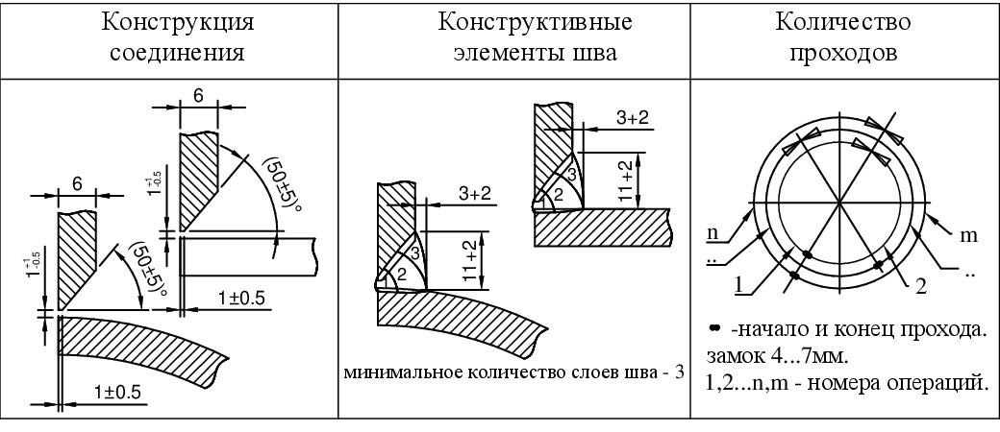 Конструкция
соединения
Конструктивные
элементы шва
Количество
проходов
6
1+1-0.5
(50±5)°
1±0.5
6
1+1-0.5
(50±5)°
1±0.5
3+2
11+2
1
2
3
3+2
11+2
1
2
3
минимальное количество слоев шва - 3
n
..
1
m
..
2
•• -начало и конец прохода.
замок 4...7мм.
1,2...n,m - номера операций.